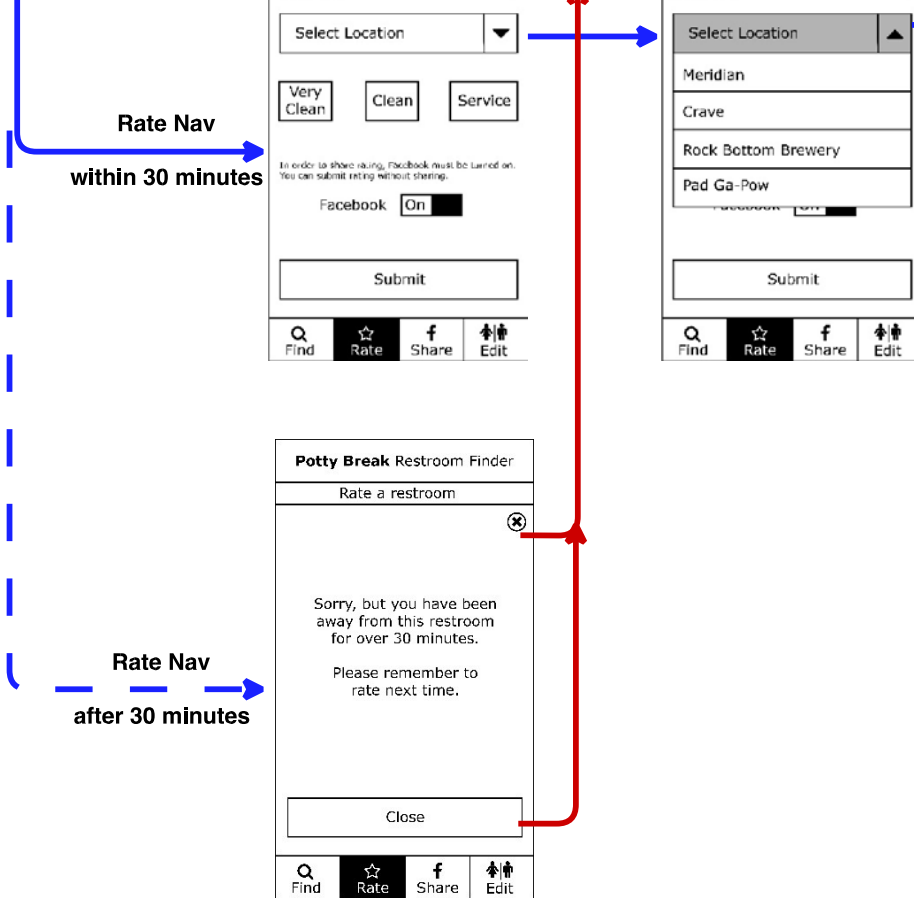 Select Location
Very
Clean
Clean
Service
In order to share rating, Facebook must be turned on.
You can submit rating without sharing.
Facebook On
Submit
Find Rate Share Edit
Rate Nav
within 30 minutes
Select Location
Meridian
Crave
Rock Bottom Brewery
Pad Ga-Pow
Facebook On
Submit
Find Rate Share Edit
Rate Nav
after 30 minutes
Potty Break Restroom Finder
Rate a restroom
Sorry, but you have been
away from this restroom
for over 30 minutes.
Please remember to
rate next time.
Close
Find Rate Share Edit